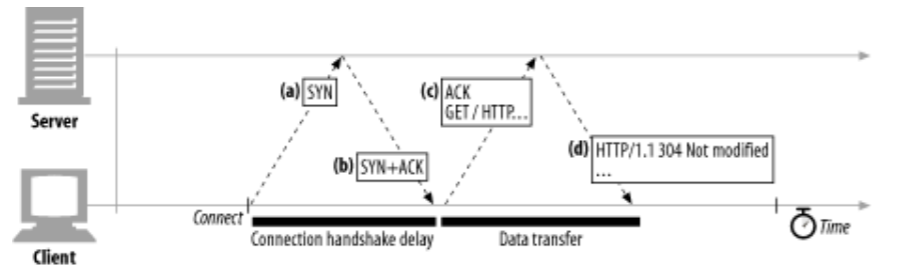 Server
(a) SYN
(b) SYN+ACK
(c) ACK
GET / HTTP...
(d) HTTP/1.1 304 Not modified
...
Connect
Time
Connection handshake delay
Data transfer
Client